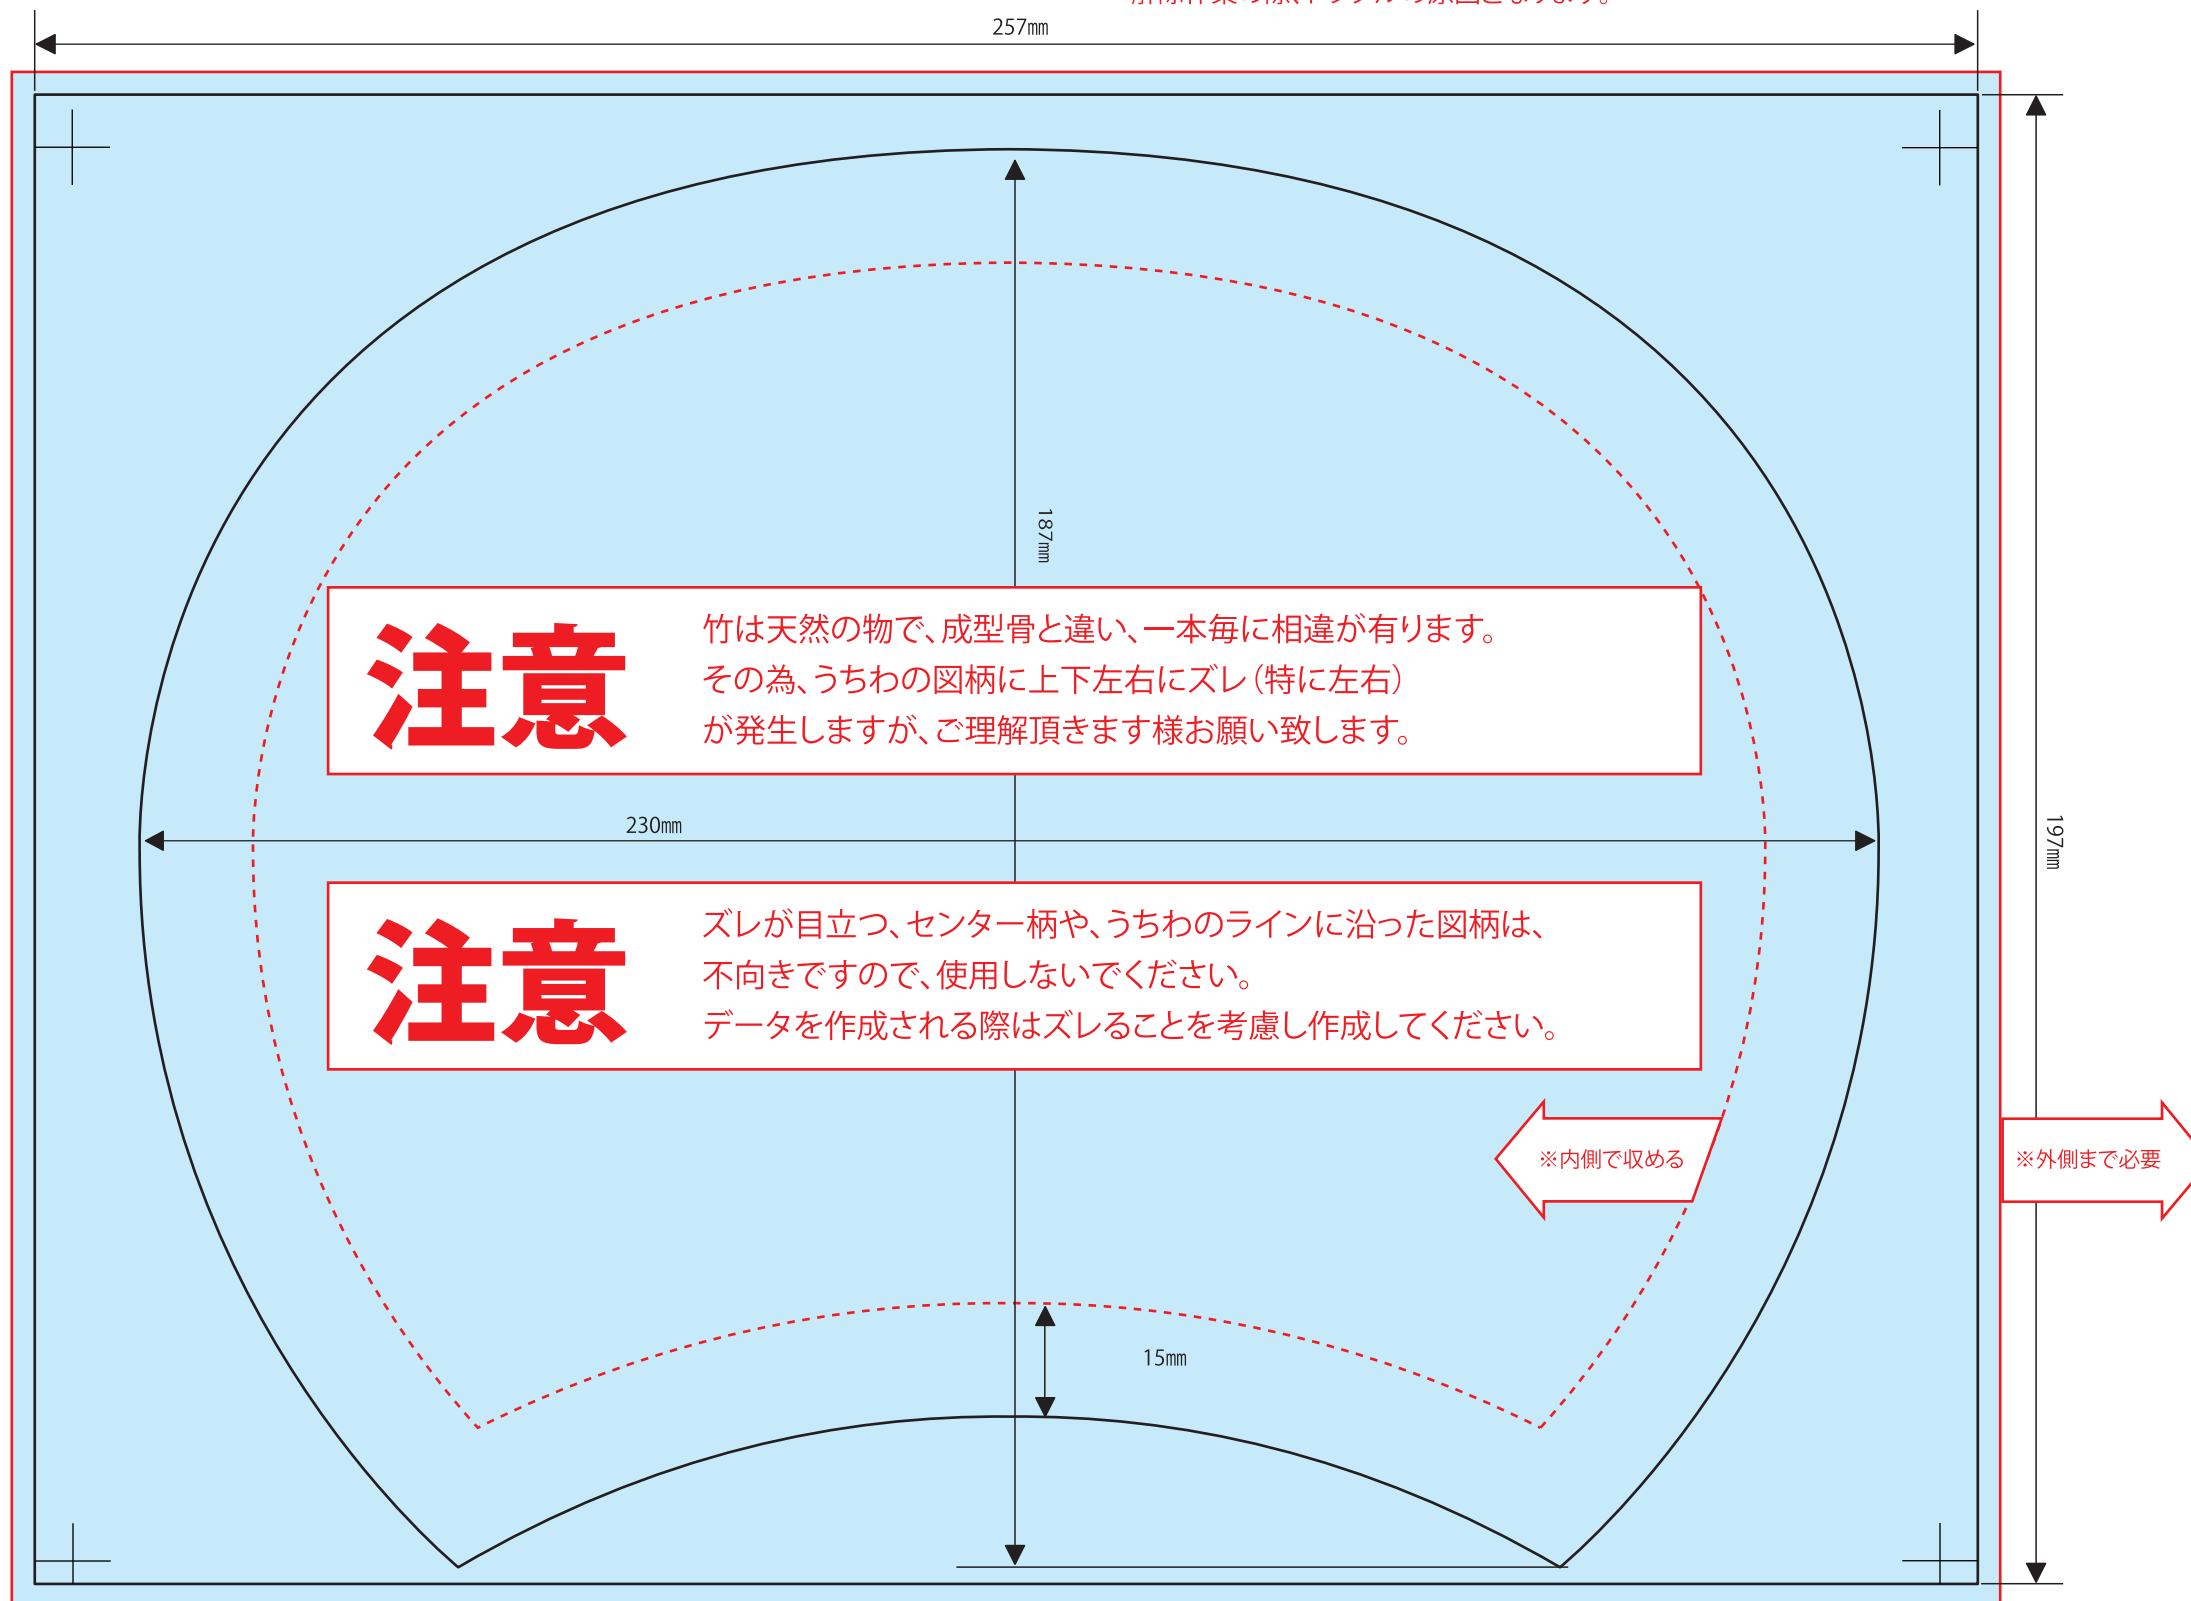 257mm
187mm
注意
竹は天然の物で、成型骨と違い、一本毎に相違が有ります。
その為、うちわの図柄に上下左右にズレ（特に左右）
が発生しますが、ご理解頂きます様お願い致します。
230mm
197mm
注意
ズレが目立つ、センター柄や、うちわのラインに沿った図柄は、
不向きですので、使用しないでください。
データを作成される際はズレることを考慮し作成してください。
※内側で収める
※外側まで必要
15mm